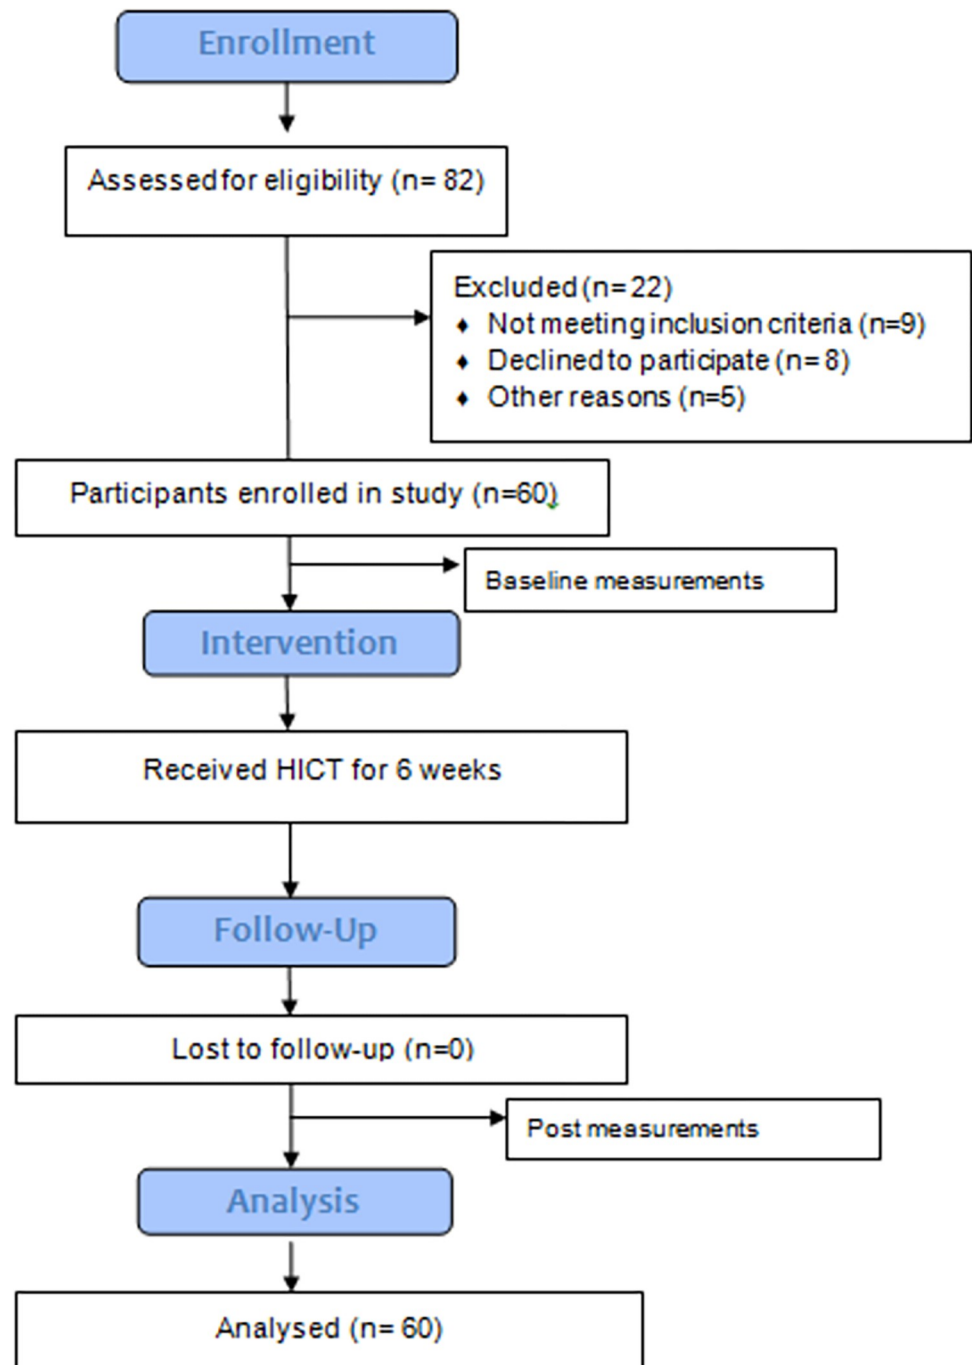 Enrollment
Assessed for eligibility (n= 82)
Excluded (n= 22)
♦ Not meeting inclusion criteria (n=9)
♦ Declined to participate (n= 8)
♦ Other reasons (n=5)
Participants enrolled in study (n=60)
Baseline measurements
Intervention
Received HICT for 6 weeks
Follow-Up
Lost to follow-up (n=0)
Post measurements
Analysis
Analysed (n= 60)